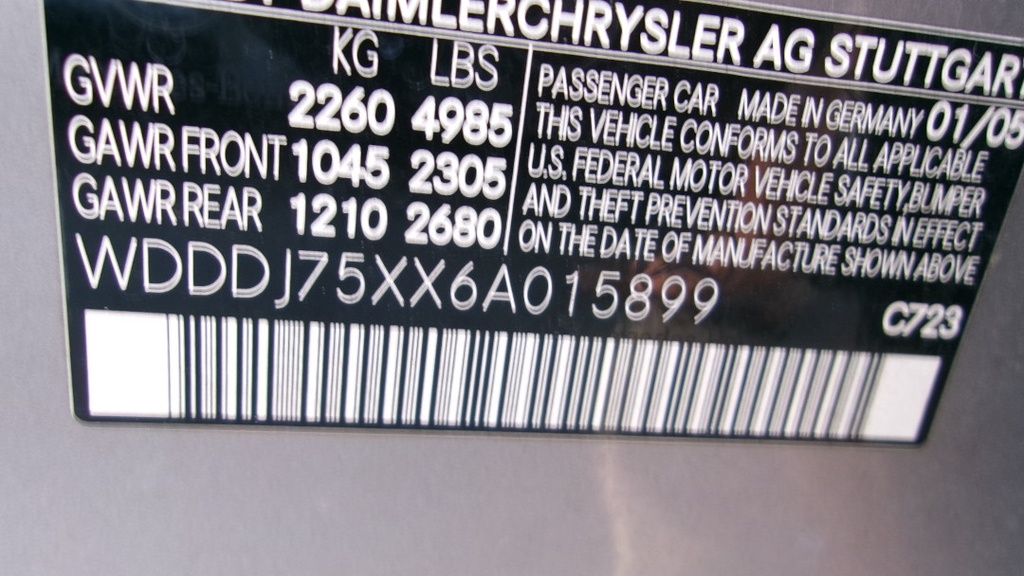 DAIMLERCHRYSLER AG STUTTGART
KG LBS
GVWR 2260 4985
GAWR FRONT 1045 2305
GAWR REAR 1210 2680
PASSENGER CAR MADE IN GERMANY 01/05
THIS VEHICLE CONFORMS TO ALL APPLICABLE
U.S. FEDERAL MOTOR VEHICLE SAFETY, BUMPER
AND THEFT PREVENTION STANDARDS IN EFFECT
ON THE DATE OF MANUFACTURE SHOWN ABOVE
WDDDJ75XX6A015899
C723